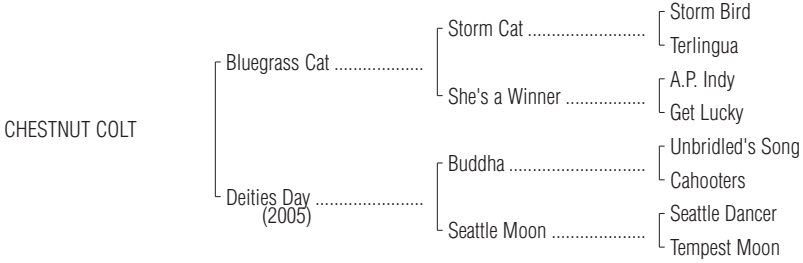 Storm Bird
Storm Cat ........................
Terlingua
Bluegrass Cat ..................
A.P. Indy
She's a Winner ................
Get Lucky
CHESTNUT COLT
Unbridled's Song
Buddha ...........................
Cahooters
Deities Day ......................
(2005)
Seattle Dancer
Seattle Moon ...................
Tempest Moon